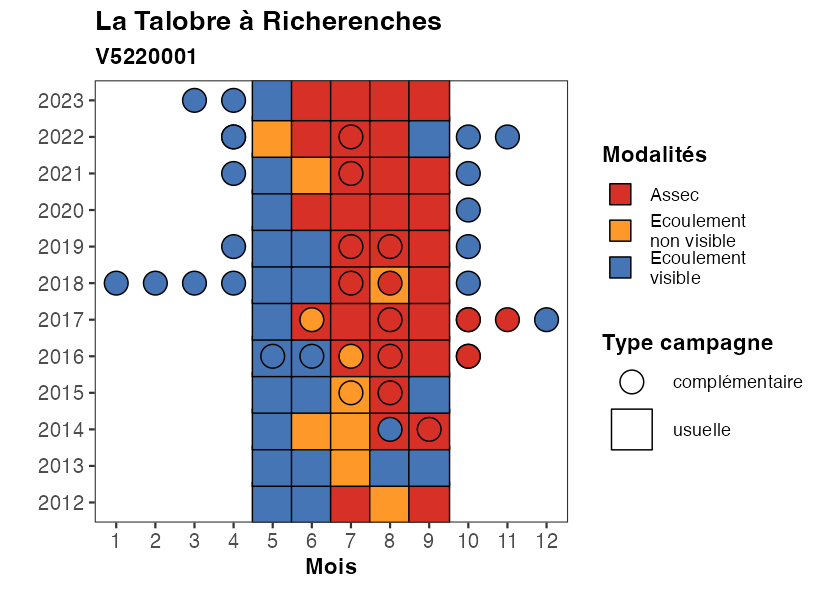 La Talobre à Richerenches
V5220001
2023
2022
2021
2020
2019
2018
2017
2016
2015
2014
2013
2012
1 2 3 4 5 6 7 8 9 10 11 12
Mois
Modalités
Assec
Ecoulement
non visible
Ecoulement
visible
Type campagne
complémentaire
usuelle